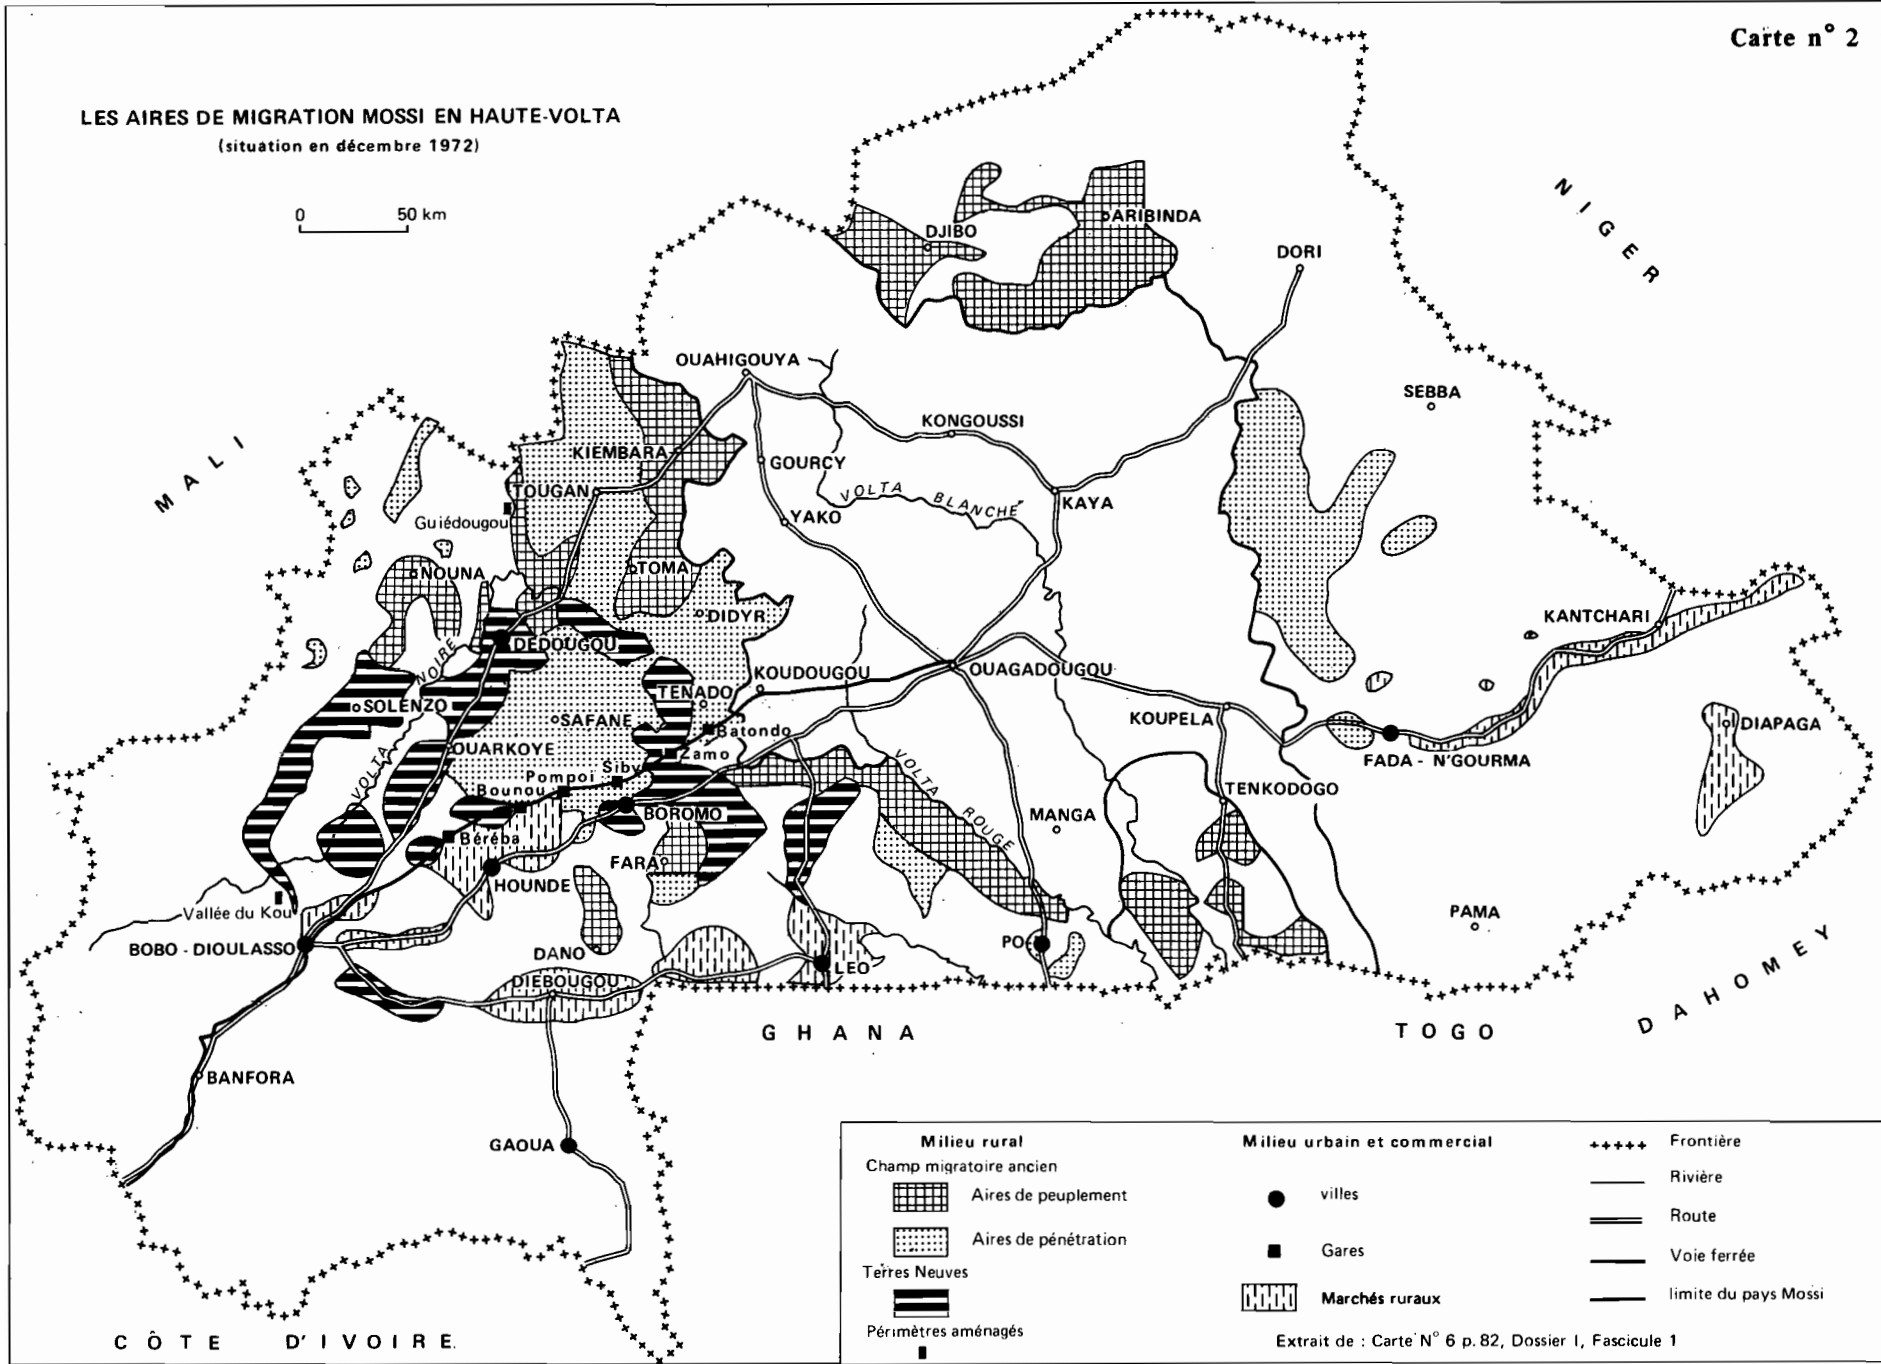 Carte n° 2
LES AIRES DE MIGRATION MOSSI EN HAUTE-VOLTA
(situation en décembre 1972)
0 50 km
NIGER
ARIBINDA
DJIBO
DORI
OUAHIGOUYA
SEBBA
MALI
KONGOUSSI
KIEMBARA
GOURCY
TOUGAN
VOLTA BLANCHE
KAYA
Guiédougou
YAKO
NOUNA
TOMA
DIDYR
KANTCHARI
DEDOUGOU
VOLTA NOIRE
KOUDOUGOU
OUAGADOUGOU
TENADO
SOLENZO
SAFANE
KOUPELA
DIAPAGA
Batondo
OUARKOYE
Zamo
FADA - N'GOURMA
Siby
Pompoi
Bounou
VOLTA ROUGE
TENKODOGO
BOROMO
MANGA
Béréba
FARA
HOUNDE
Vallée du Kou
PAMA
BOBO - DIOULASSO
PO
DANO
LEO
DIEBOUGOU
GHANA
TOGO
DAHOMEY
BANFORA
GAOUA
CÔTE D'IVOIRE
Milieu rural
Champ migratoire ancien
Aires de peuplement
Aires de pénétration
Terres Neuves
Périmètres aménagés
Milieu urbain et commercial
villes
Gares
Marchés ruraux
Frontière
Rivière
Route
Voie ferrée
limite du pays Mossi
Extrait de : Carte N° 6 p. 82, Dossier I, Fascicule 1